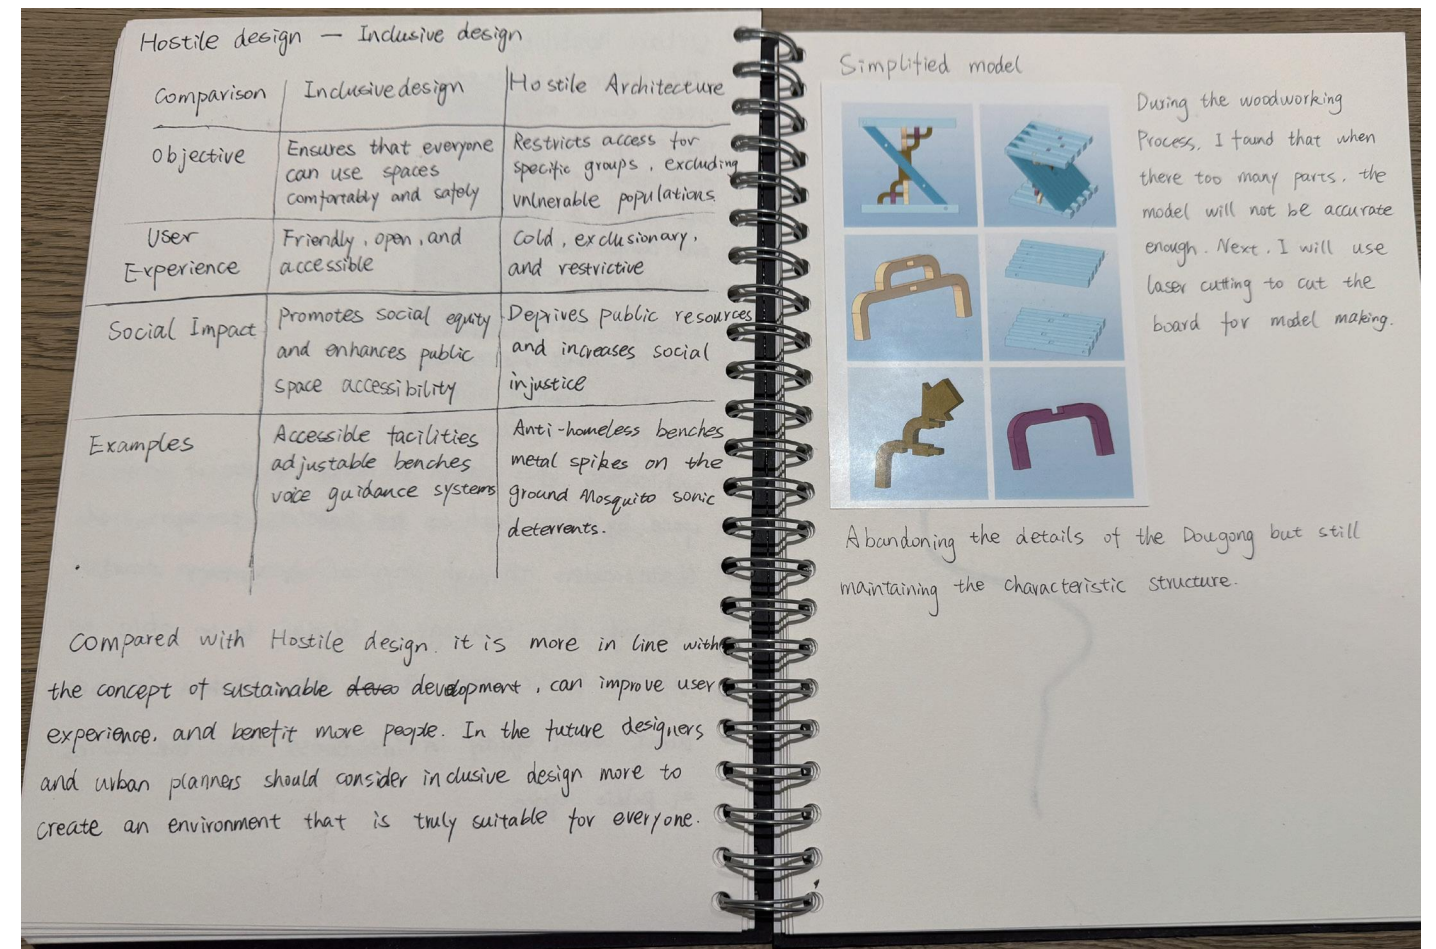 Hostile design — Inclusive design
Comparison
Inclusive design
Hostile Architecture
Objective
Ensures that everyone
can use spaces
comfortably and safely
Restricts access for
specific groups, excluding
vulnerable populations.
User
Experience
Friendly, open, and
accessible
Cold, exclusionary,
and restrictive
Social Impact
Promotes social equity
and enhances public
space accessibility
Deprives public resources
and increases social
injustice
Examples
Accessible facilities
adjustable benches
voice guidance systems
Anti-homeless benches
metal spikes on the
ground Mosquito sonic
deterrents.
Compared with Hostile design. it is more in line with
the concept of sustainable development, can improve user
experience, and benefit more people. In the future designers
and urban planners should consider inclusive design more to
create an environment that is truly suitable for everyone.
Simplified model
During the woodworking
Process, I found that when
there too many parts, the
model will not be accurate
enough. Next, I will use
laser cutting to cut the
board for model making.
Abandoning the details of the Dougong but still
maintaining the characteristic structure.